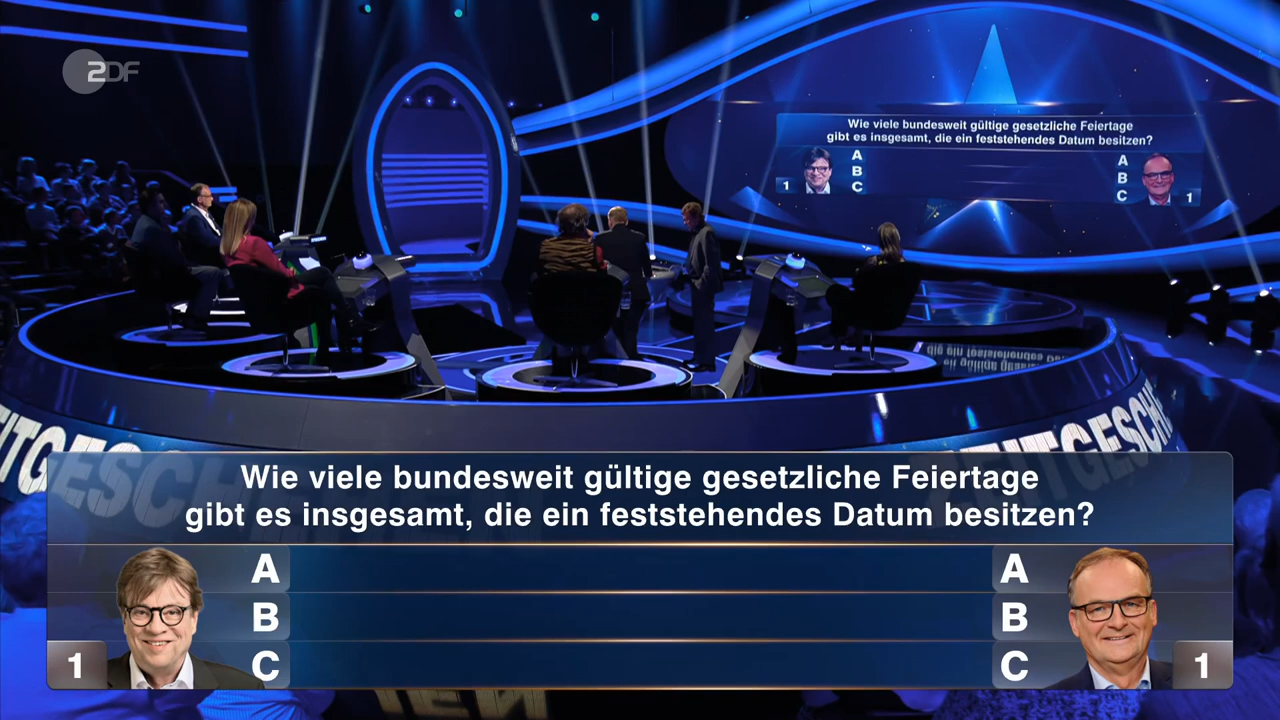 ZDF
Wie viele bundesweit gültige gesetzliche Feiertage
gibt es insgesamt, die ein feststehendes Datum besitzen?
A
B
C
1
A
B
C
1
Wie viele bundesweit gültige gesetzliche Feiertage
gibt es insgesamt, die ein feststehendes Datum besitzen?
A
B
C
1
A
B
C
1